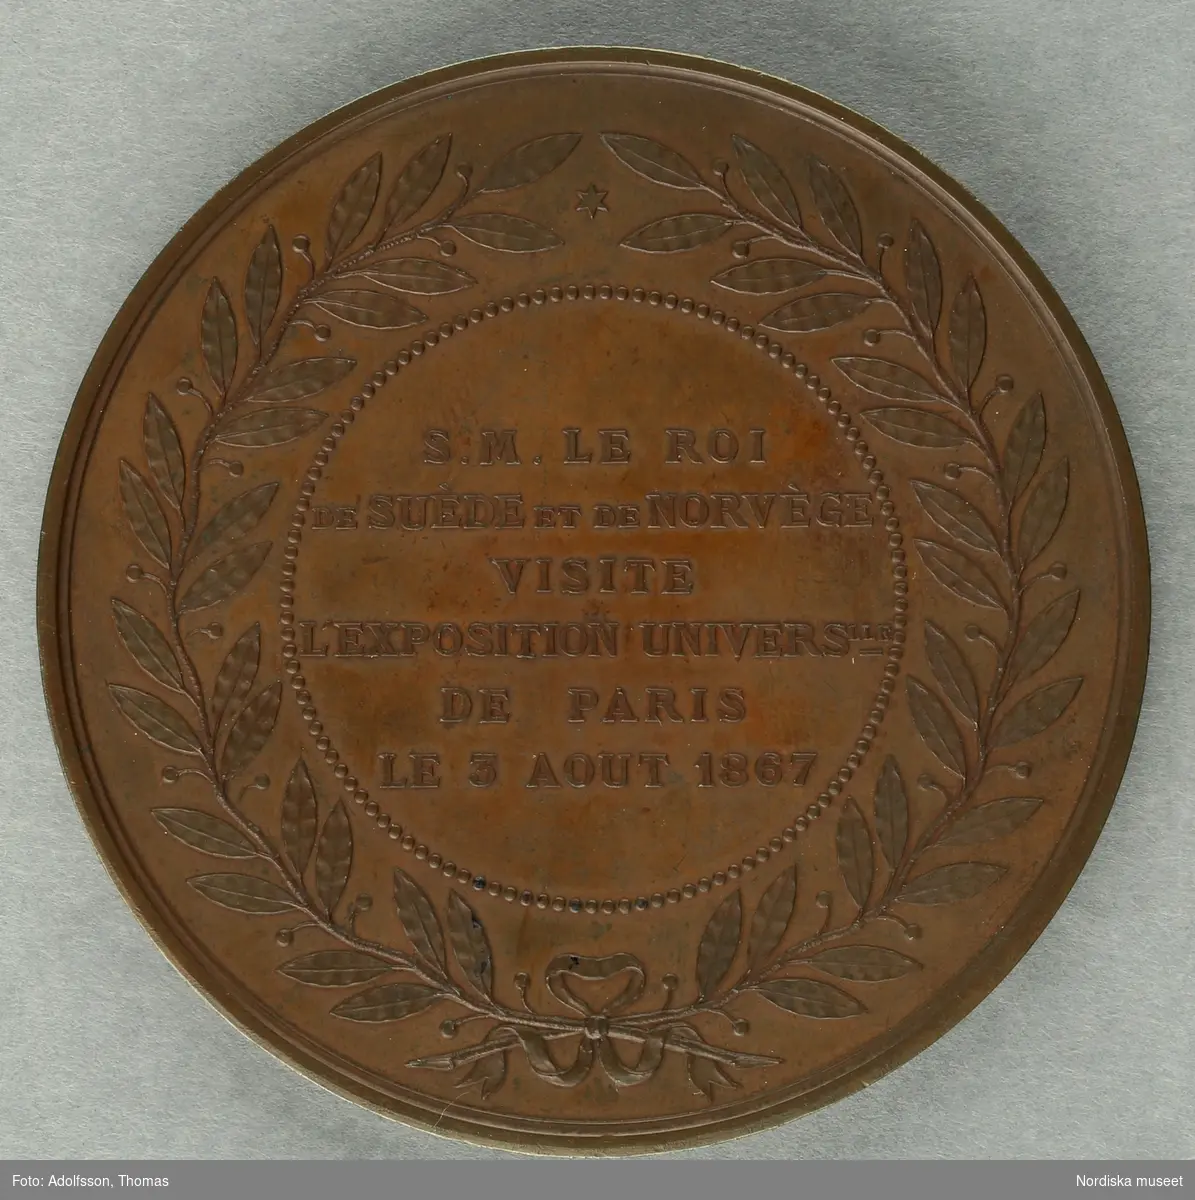 S.M. LE ROI
DE SUÈDE ET DE NORVÈGE
VISITE
L'EXPOSITION UNIVERSLLE
DE PARIS
LE 3 AOUT 1867
Foto: Adolfsson, Thomas
Nordiska museet